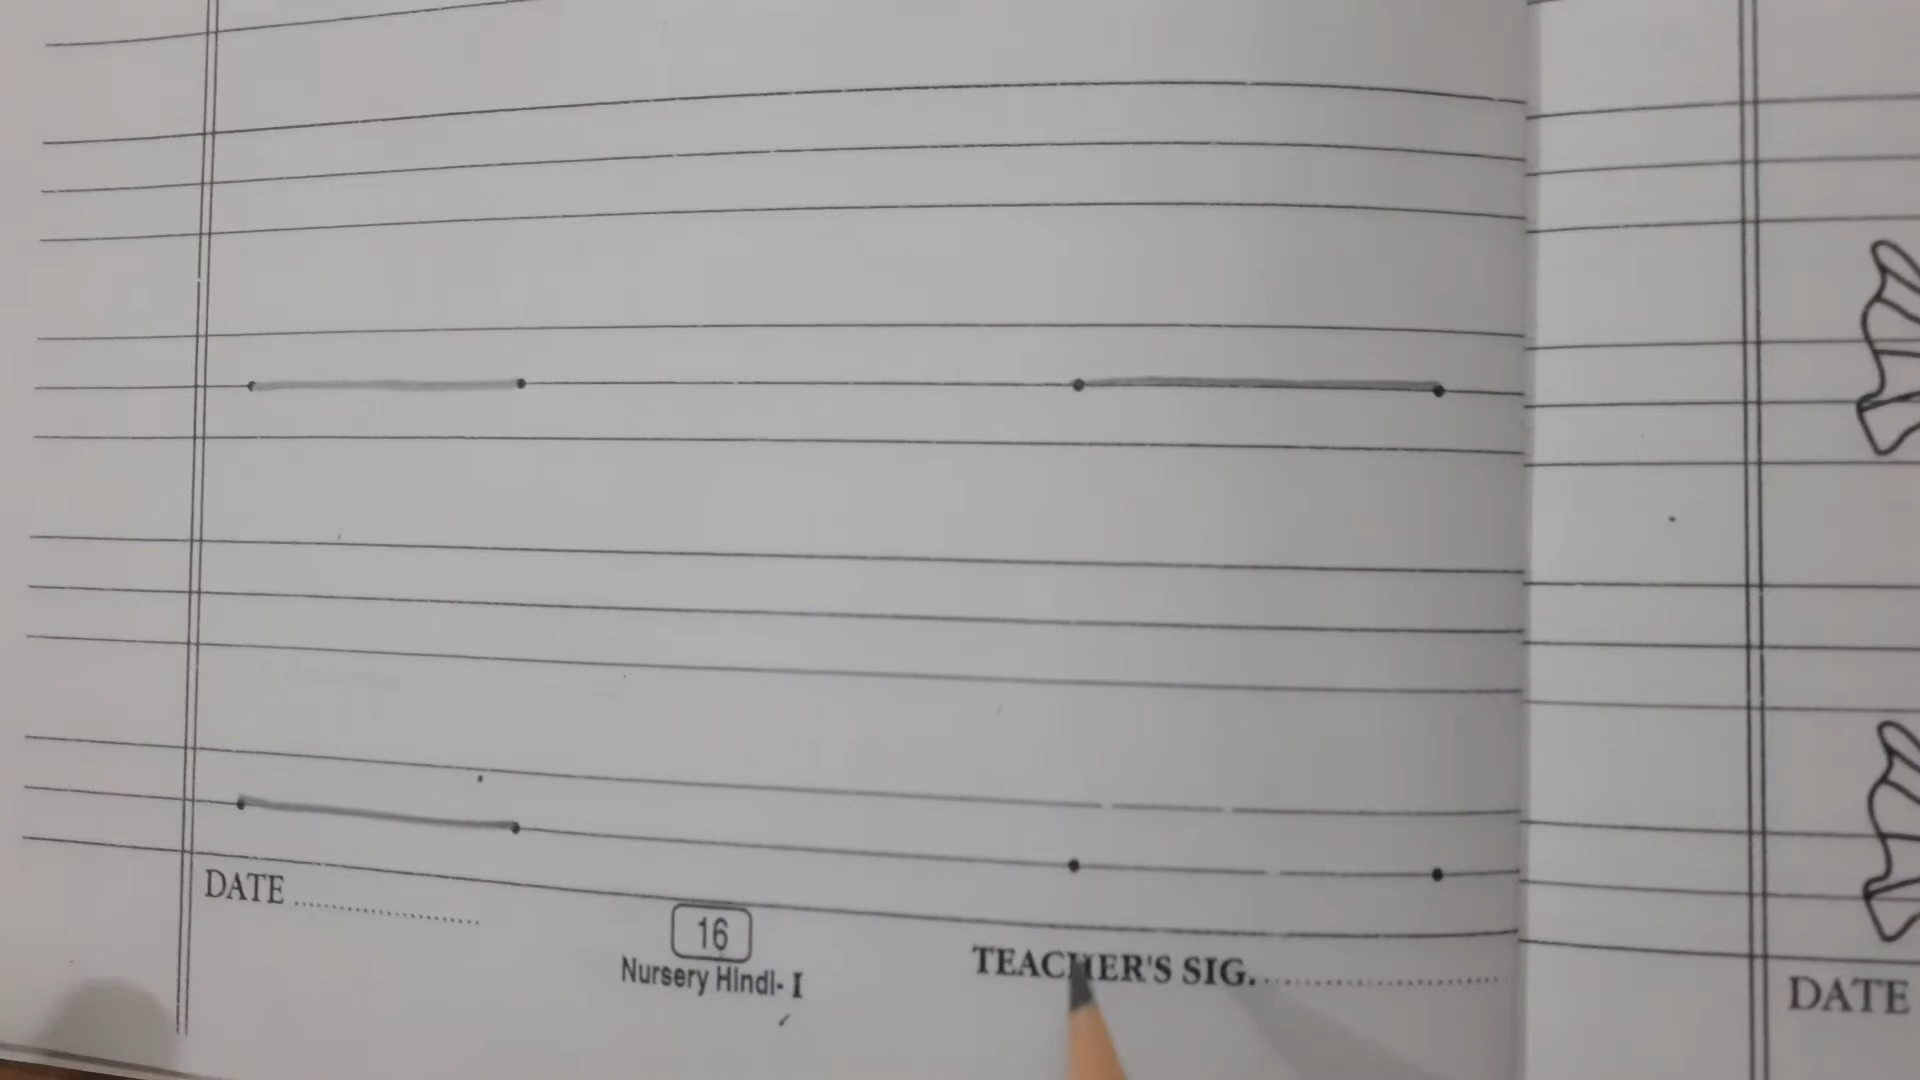 DATE ......................
16
Nursery Hindi- I
TEACHER'S SIG. ..............................
DATE